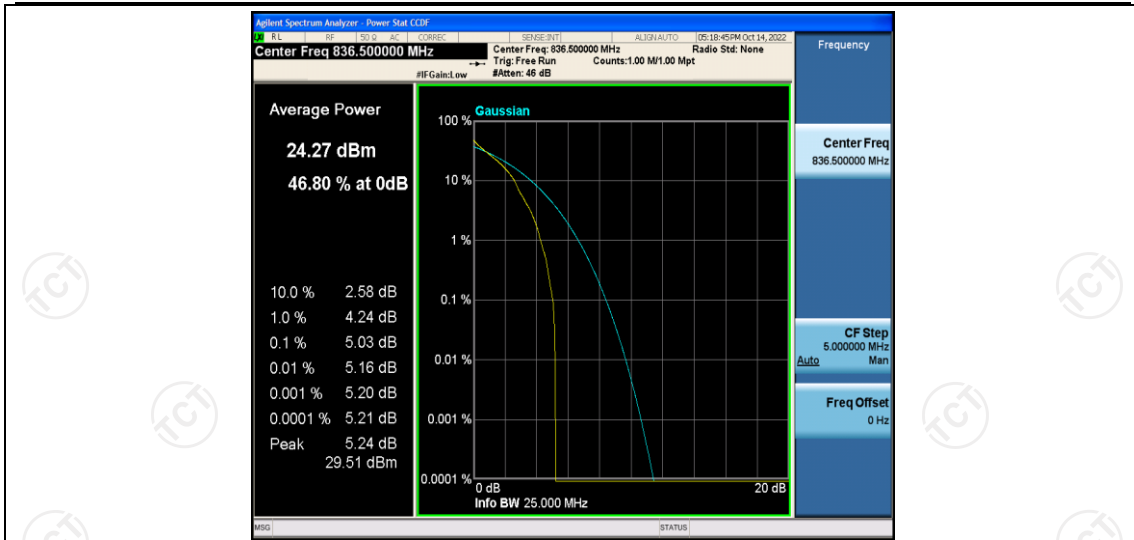 Agilent Spectrum Analyzer - Power Stat CCDF
LXI RL RF 50 Ω AC CORREC SENSE:INT ALIGN AUTO 05:18:45PM Oct 14, 2022
Center Freq 836.500000 MHz
Center Freq: 836.500000 MHz Radio Std: None
Trig: Free Run Counts:1.00 M/1.00 Mpt
#IFGain:Low #Atten: 46 dB
Frequency
Average Power
24.27 dBm
46.80 % at 0dB
10.0 % 2.58 dB
1.0 % 4.24 dB
0.1 % 5.03 dB
0.01 % 5.16 dB
0.001 % 5.20 dB
0.0001 % 5.21 dB
Peak 5.24 dB
29.51 dBm
Gaussian
100 %
10 %
1 %
0.1 %
0.01 %
0.001 %
0.0001 %
0 dB 20 dB
Info BW 25.000 MHz
Center Freq
836.500000 MHz
CF Step
5.000000 MHz
Auto Man
Freq Offset
0 Hz
MSG STATUS
TCT
TCT
TCT
TCT
TCT
TCT